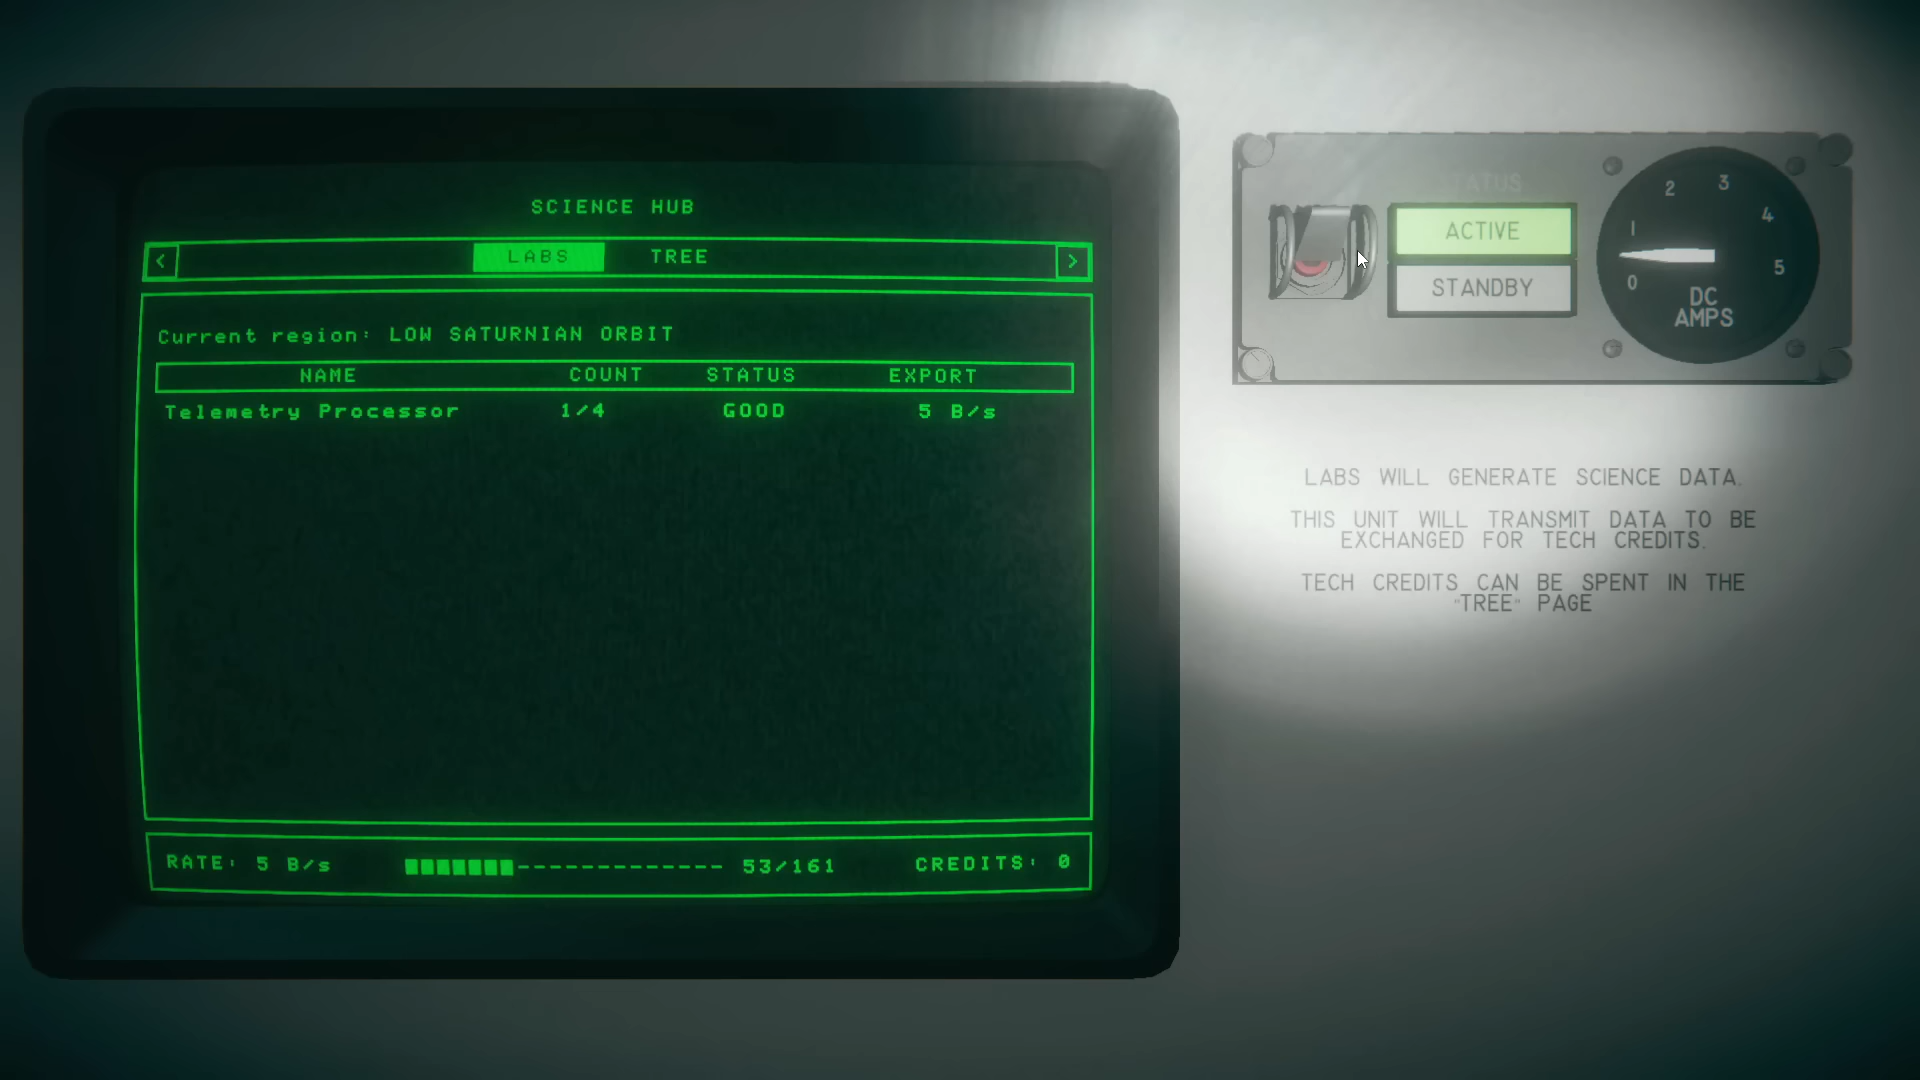 SCIENCE HUB
< LABS TREE >
Current region: LOW SATURNIAN ORBIT
NAME COUNT STATUS EXPORT
Telemetry Processor 1/4 GOOD 5 B/s
RATE: 5 B/s 53/161 CREDITS: 0
STATUS
ACTIVE
STANDBY
0 1 2 3 4 5
DC
AMPS
LABS WILL GENERATE SCIENCE DATA.
THIS UNIT WILL TRANSMIT DATA TO BE
EXCHANGED FOR TECH CREDITS.
TECH CREDITS CAN BE SPENT IN THE
"TREE" PAGE